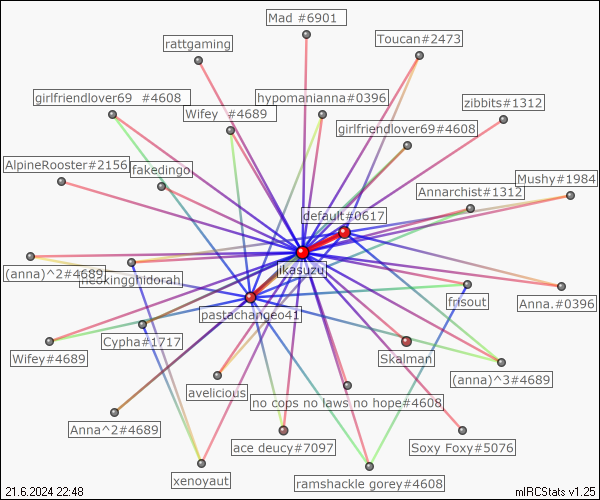 Mad #6901
rattgaming
Toucan#2473
girlfriendlover69 #4608
hypomanianna#0396
zibbits#1312
Wifey #4689
girlfriendlover69#4608
AlpineRooster#2156
fakedingo
Mushy#1984
Annarchist#1312
default#0617
ikasuzu
(anna)^2#4689
neoxingghidorah
frisout
Anna.#0396
pastachangeo41
Cypha#1717
Wifey#4689
Skalman
(anna)^3#4689
avelicious
no cops no laws no hope#4608
Anna^2#4689
ace deucy#7097
Soxy Foxy#5076
xenoyaut
ramshackle gorey#4608
21.6.2024 22:48
mIRCStats v1.25